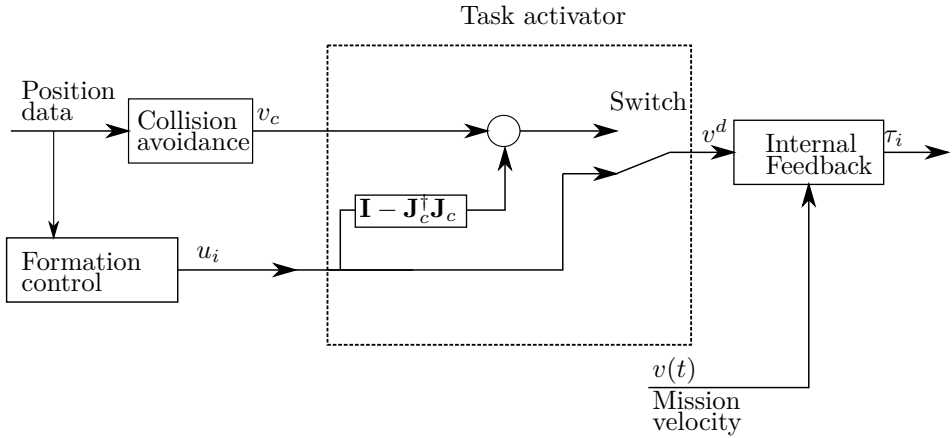 Task activator
Position
data
Collision
avoidance
v_c
Switch
v^d
Internal
Feedback
τ_i
I − J_c^† J_c
Formation
control
u_i
v(t)
Mission
velocity